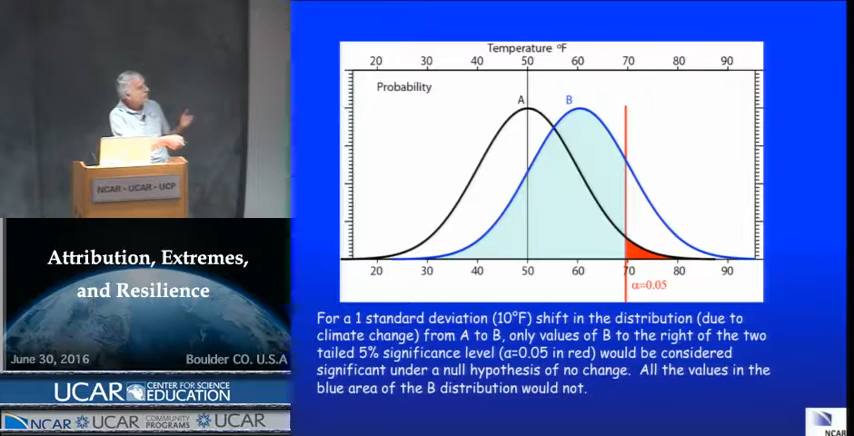 NCAR - UCAR - UCP
Attribution, Extremes,
and Resilience
June 30, 2016
Boulder CO. U.S.A
UCAR CENTER FOR SCIENCE EDUCATION
NCAR UCAR COMMUNITY PROGRAMS UCAR
Temperature ºF
20 30 40 50 60 70 80 90
Probability
A
B
20 30 40 50 60 70 80 90
α=0.05
For a 1 standard deviation (10°F) shift in the distribution (due to
climate change) from A to B, only values of B to the right of the two
tailed 5% significance level (α=0.05 in red) would be considered
significant under a null hypothesis of no change. All the values in the
blue area of the B distribution would not.
NCAR